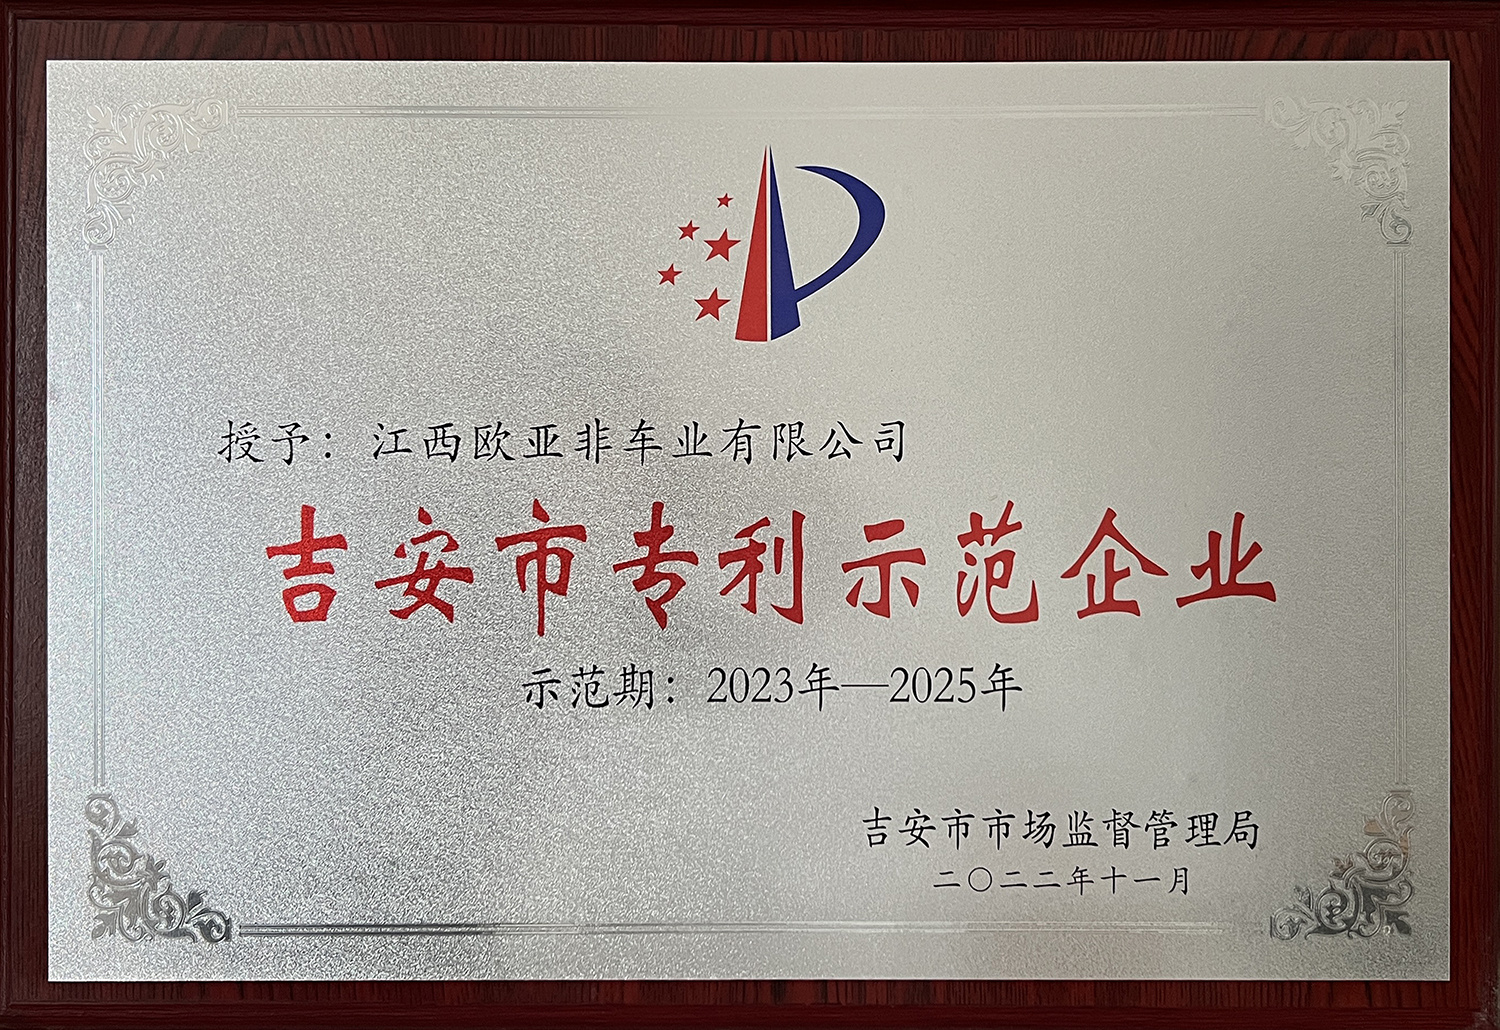 授予：江西欧亚非车业有限公司
吉安市专利示范企业
示范期：2023年—2025年
吉安市市场监督管理局
二〇二二年十一月